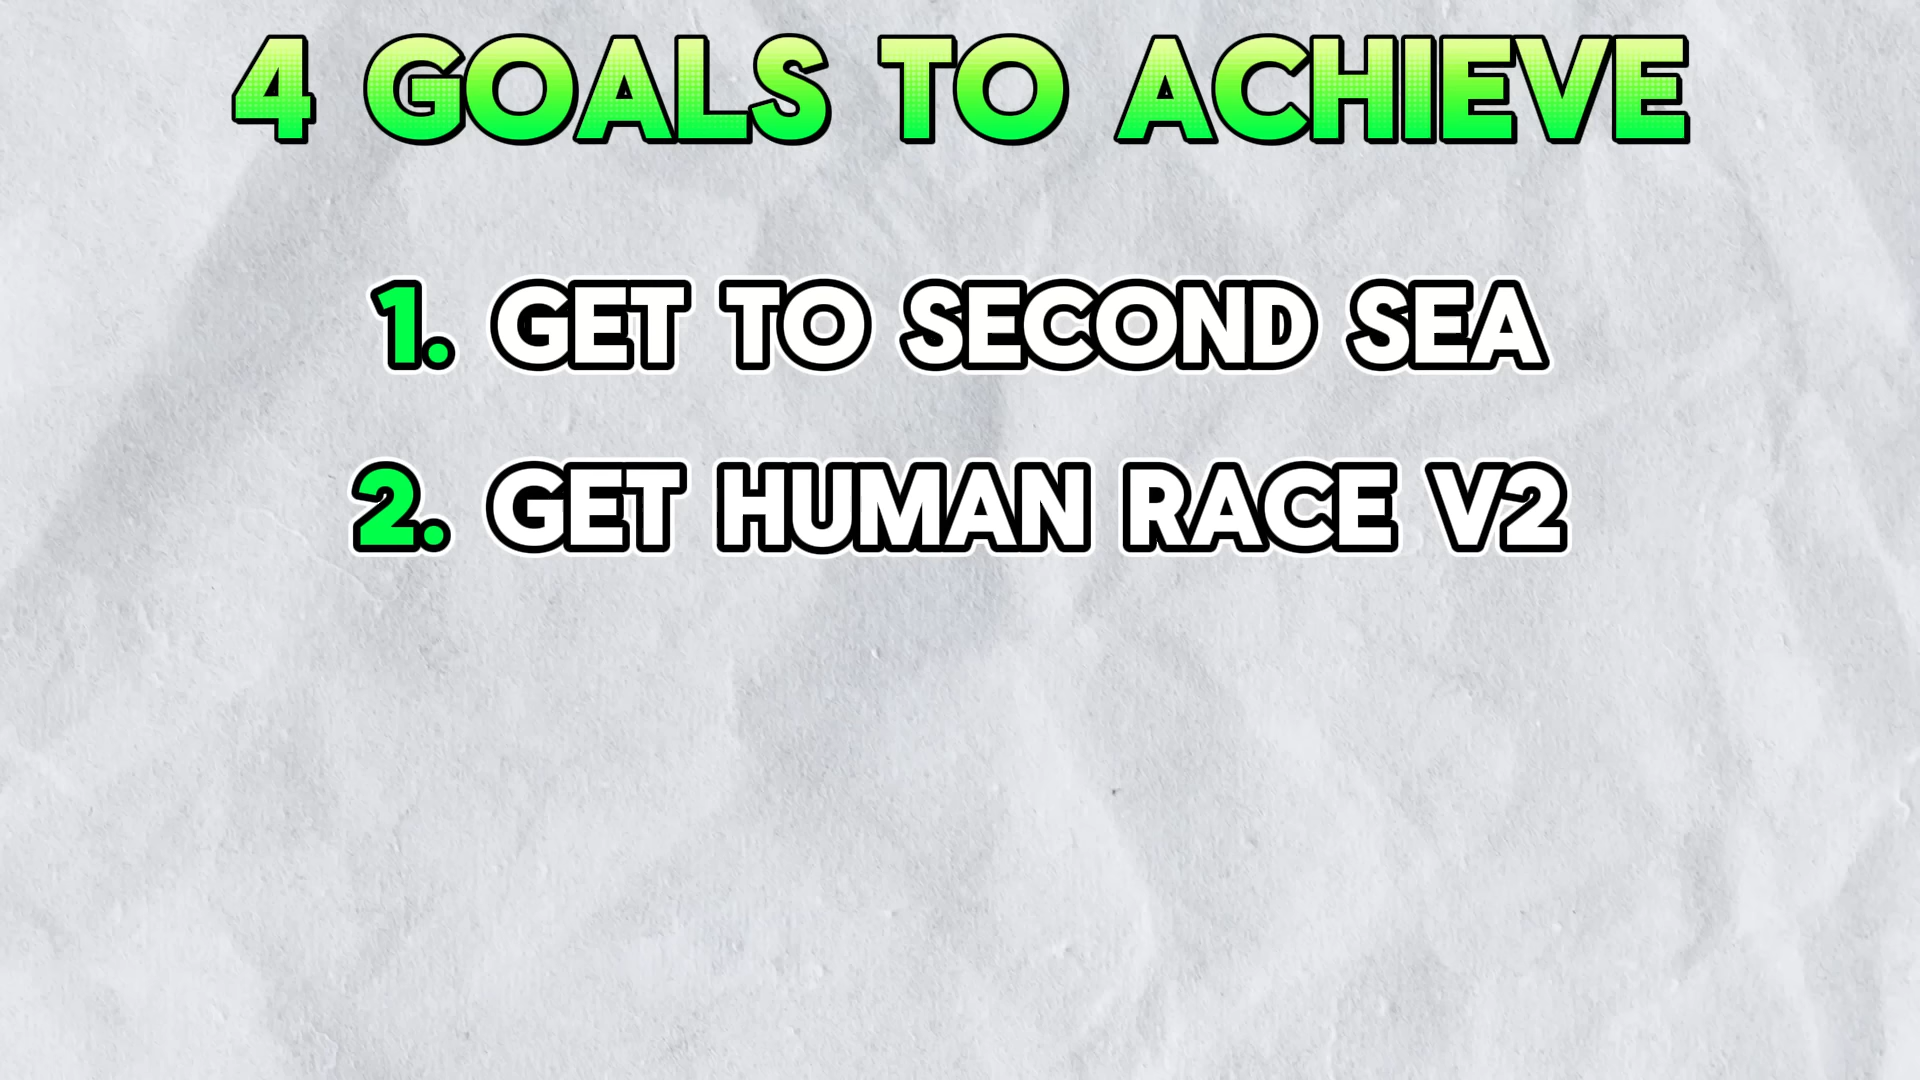 4 GOALS TO ACHIEVE
1. GET TO SECOND SEA
2. GET HUMAN RACE V2